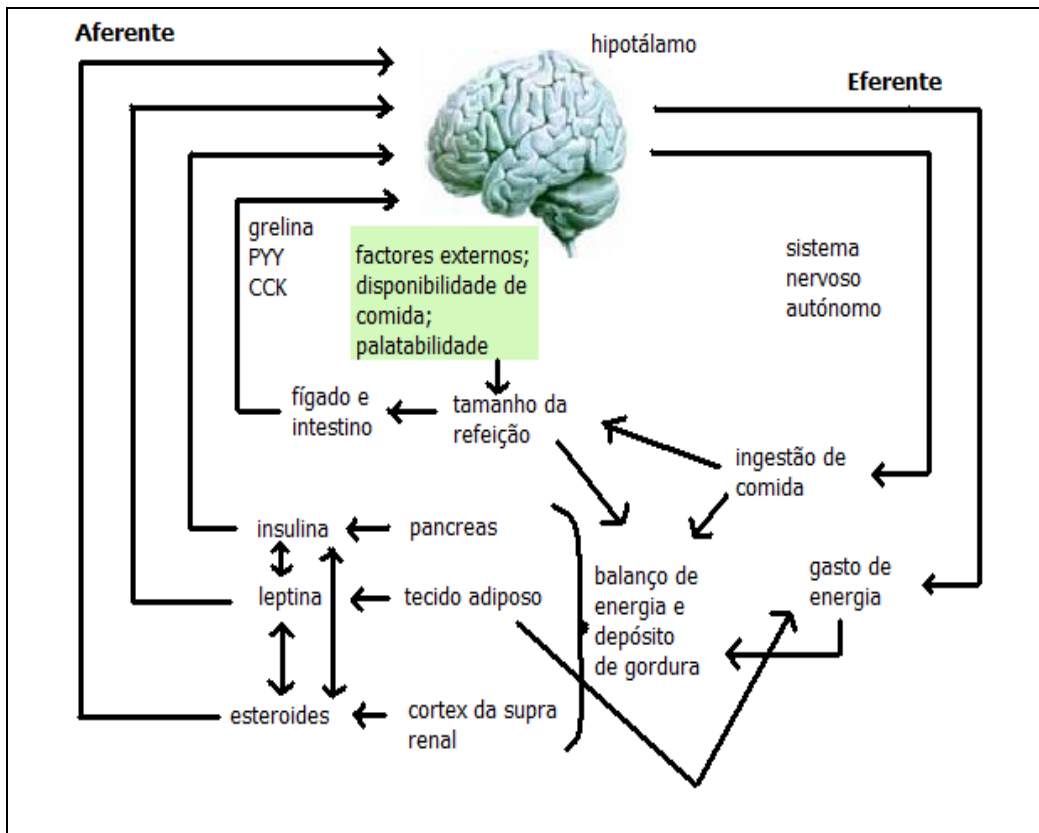 Aferente
hipotálamo
Eferente
grelina
PYY
CCK
factores externos;
disponibilidade de
comida;
palatabilidade
sistema
nervoso
autónomo
fígado e
intestino
tamanho da
refeição
ingestão de
comida
insulina
pancreas
leptina
tecido adiposo
balanço de
energia e
depósito
de gordura
gasto de
energia
esteroides
cortex da supra
renal